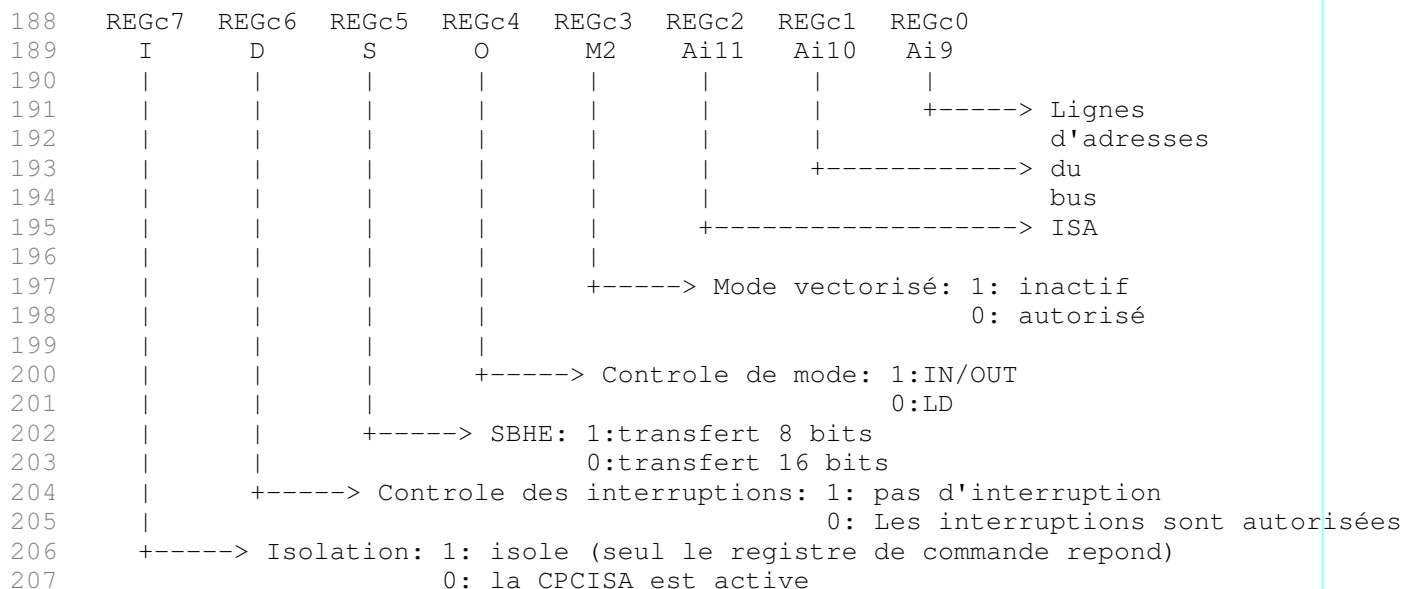 188    REGc7  REGc6  REGc5  REGc4  REGc3  REGc2  REGc1  REGc0
189      I      D      S      O      M2    Ai11   Ai10   Ai9
190      |      |      |      |      |      |      |      |
191      |      |      |      |      |      |      |      +-----> Lignes
192      |      |      |      |      |      |      |              d'adresses
193      |      |      |      |      |      |      +------------> du
194      |      |      |      |      |      |                     bus
195      |      |      |      |      |      +-------------------> ISA
196      |      |      |      |      |
197      |      |      |      |      +-----> Mode vectorisé: 1: inactif
198      |      |      |      |                              0: autorisé
199      |      |      |      |
200      |      |      |      +-----> Controle de mode: 1:IN/OUT
201      |      |      |                                0:LD
202      |      |      +-----> SBHE: 1:transfert 8 bits
203      |      |                    0:transfert 16 bits
204      |      +-----> Controle des interruptions: 1: pas d'interruption
205      |                                          0: Les interruptions sont autorisées
206      +-----> Isolation: 1: isole (seul le registre de commande repond)
207                         0: la CPCISA est active